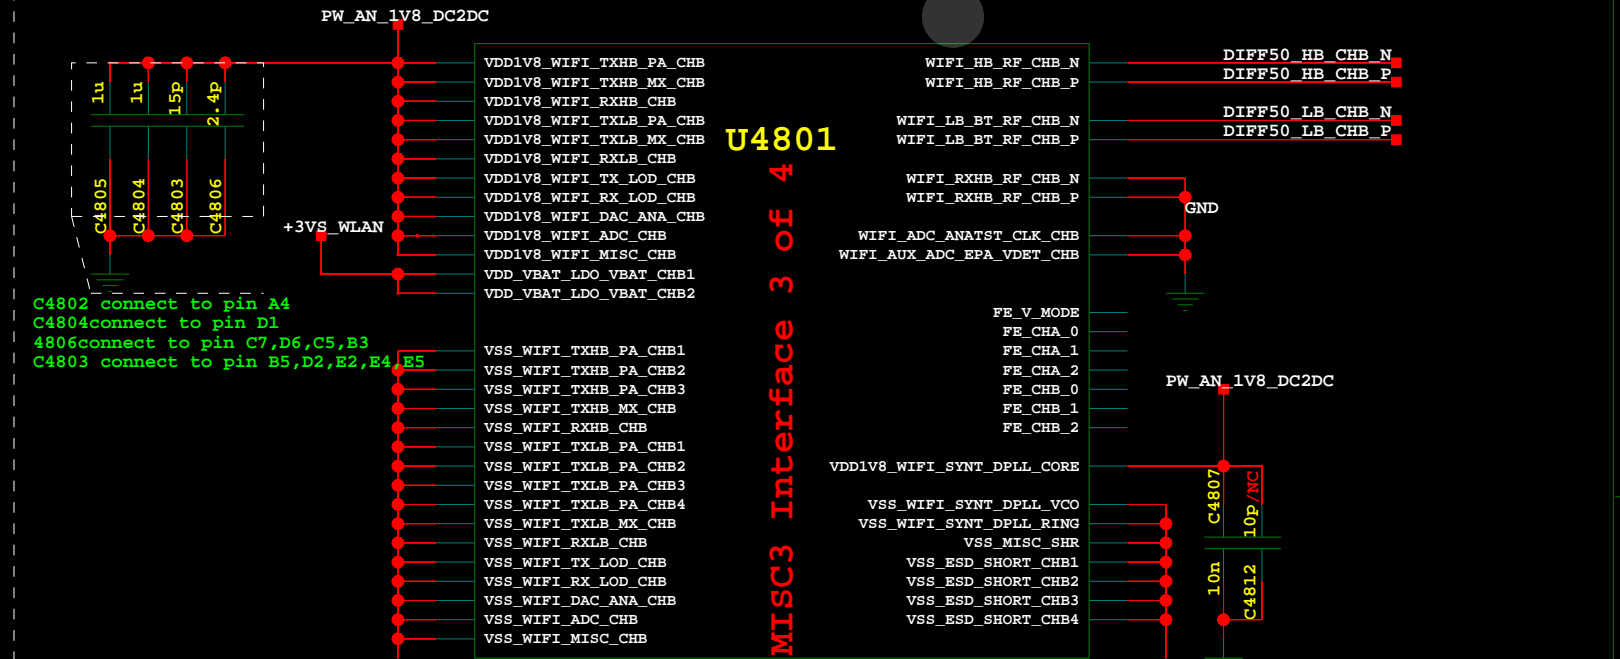 PW_AN_1V8_DC2DC
1u
1u
15p
2.4p
C4805
C4804
C4803
C4806
+3VS_WLAN
C4802 connect to pin A4
C4804connect to pin D1
4806connect to pin C7,D6,C5,B3
C4803 connect to pin B5,D2,E2,E4,E5
VDD1V8_WIFI_TXHB_PA_CHB
VDD1V8_WIFI_TXHB_MX_CHB
VDD1V8_WIFI_RXHB_CHB
VDD1V8_WIFI_TXLB_PA_CHB
VDD1V8_WIFI_TXLB_MX_CHB
VDD1V8_WIFI_RXLB_CHB
VDD1V8_WIFI_TX_LOD_CHB
VDD1V8_WIFI_RX_LOD_CHB
VDD1V8_WIFI_DAC_ANA_CHB
VDD1V8_WIFI_ADC_CHB
VDD1V8_WIFI_MISC_CHB
VDD_VBAT_LDO_VBAT_CHB1
VDD_VBAT_LDO_VBAT_CHB2
VSS_WIFI_TXHB_PA_CHB1
VSS_WIFI_TXHB_PA_CHB2
VSS_WIFI_TXHB_PA_CHB3
VSS_WIFI_TXHB_MX_CHB
VSS_WIFI_RXHB_CHB
VSS_WIFI_TXLB_PA_CHB1
VSS_WIFI_TXLB_PA_CHB2
VSS_WIFI_TXLB_PA_CHB3
VSS_WIFI_TXLB_PA_CHB4
VSS_WIFI_TXLB_MX_CHB
VSS_WIFI_RXLB_CHB
VSS_WIFI_TX_LOD_CHB
VSS_WIFI_RX_LOD_CHB
VSS_WIFI_DAC_ANA_CHB
VSS_WIFI_ADC_CHB
VSS_WIFI_MISC_CHB
U4801
MISC3 Interface 3 of 4
WIFI_HB_RF_CHB_N
WIFI_HB_RF_CHB_P
WIFI_LB_BT_RF_CHB_N
WIFI_LB_BT_RF_CHB_P
WIFI_RXHB_RF_CHB_N
WIFI_RXHB_RF_CHB_P
WIFI_ADC_ANATST_CLK_CHB
WIFI_AUX_ADC_EPA_VDET_CHB
FE_V_MODE
FE_CHA_0
FE_CHA_1
FE_CHA_2
FE_CHB_0
FE_CHB_1
FE_CHB_2
VDD1V8_WIFI_SYNT_DPLL_CORE
VSS_WIFI_SYNT_DPLL_VCO
VSS_WIFI_SYNT_DPLL_RING
VSS_MISC_SHR
VSS_ESD_SHORT_CHB1
VSS_ESD_SHORT_CHB2
VSS_ESD_SHORT_CHB3
VSS_ESD_SHORT_CHB4
DIFF50_HB_CHB_N
DIFF50_HB_CHB_P
DIFF50_LB_CHB_N
DIFF50_LB_CHB_P
GND
PW_AN_1V8_DC2DC
C4807
10p/NC
10n
C4812